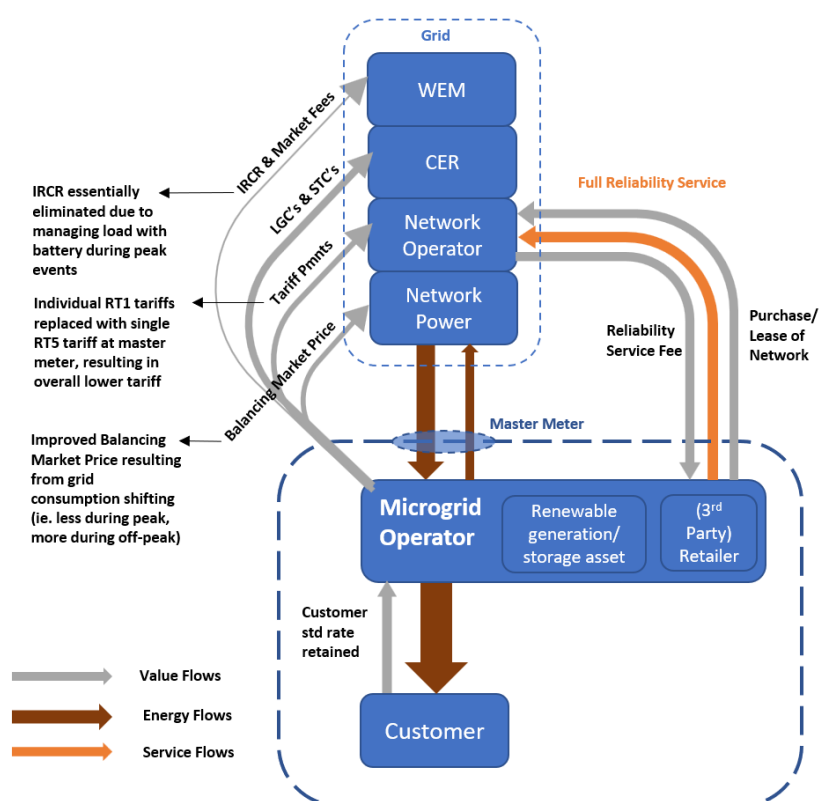 Grid
WEM
CER
Network
Operator
Network
Power
IRCR & Market Fees
LGC's & STC's
Tariff Pmnts
Balancing Market Price
IRCR essentially
eliminated due to
managing load with
battery during peak
events
Individual RT1 tariffs
replaced with single
RT5 tariff at master
meter, resulting in
overall lower tariff
Improved Balancing
Market Price resulting
from grid
consumption shifting
(ie. less during peak,
more during off-peak)
Full Reliability Service
Reliability
Service Fee
Purchase/
Lease of
Network
Master Meter
Microgrid
Operator
Renewable
generation/
storage asset
(3rd
Party)
Retailer
Customer
std rate
retained
Customer
Value Flows
Energy Flows
Service Flows